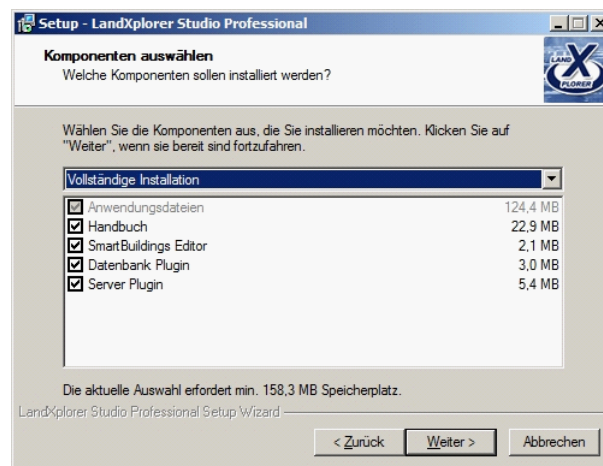 Setup - LandXplorer Studio Professional
Komponenten auswählen
Welche Komponenten sollen installiert werden?
LAND X PLORER
Wählen Sie die Komponenten aus, die Sie installieren möchten. Klicken Sie auf
"Weiter", wenn sie bereit sind fortzufahren.
Vollständige Installation
Anwendungsdateien 124,4 MB
Handbuch 22,9 MB
SmartBuildings Editor 2,1 MB
Datenbank Plugin 3,0 MB
Server Plugin 5,4 MB
Die aktuelle Auswahl erfordert min. 158,3 MB Speicherplatz.
LandXplorer Studio Professional Setup Wizard
< Zurück Weiter > Abbrechen